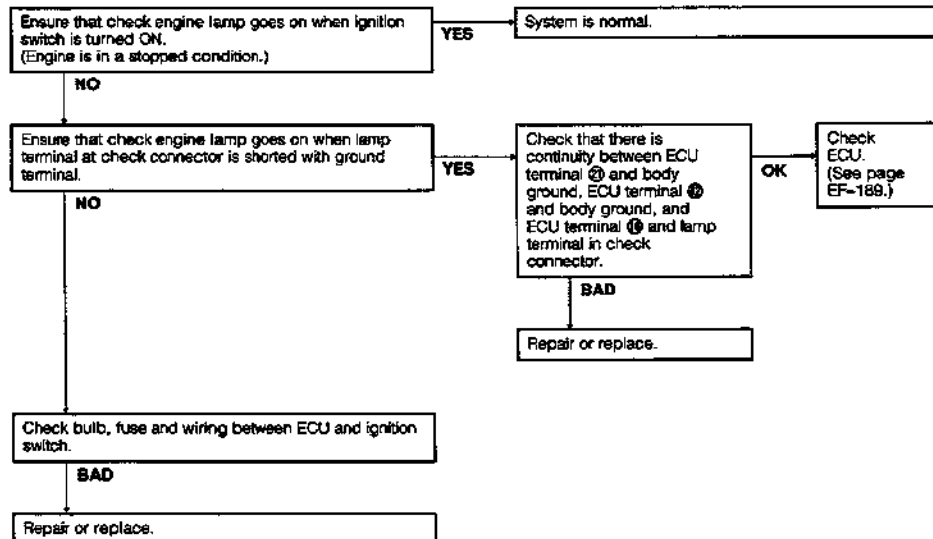 Ensure that check engine lamp goes on when ignition
switch is turned ON.
(Engine is in a stopped condition.)
YES
System is normal.
NO
Ensure that check engine lamp goes on when lamp
terminal at check connector is shorted with ground
terminal.
YES
Check that there is
continuity between ECU
terminal ㉑ and body
ground, ECU terminal
and body ground, and
ECU terminal and lamp
terminal in check
connector.
OK
Check
ECU.
(See page
EF-189.)
NO
BAD
Repair or replace.
Check bulb, fuse and wiring between ECU and ignition
switch.
BAD
Repair or replace.